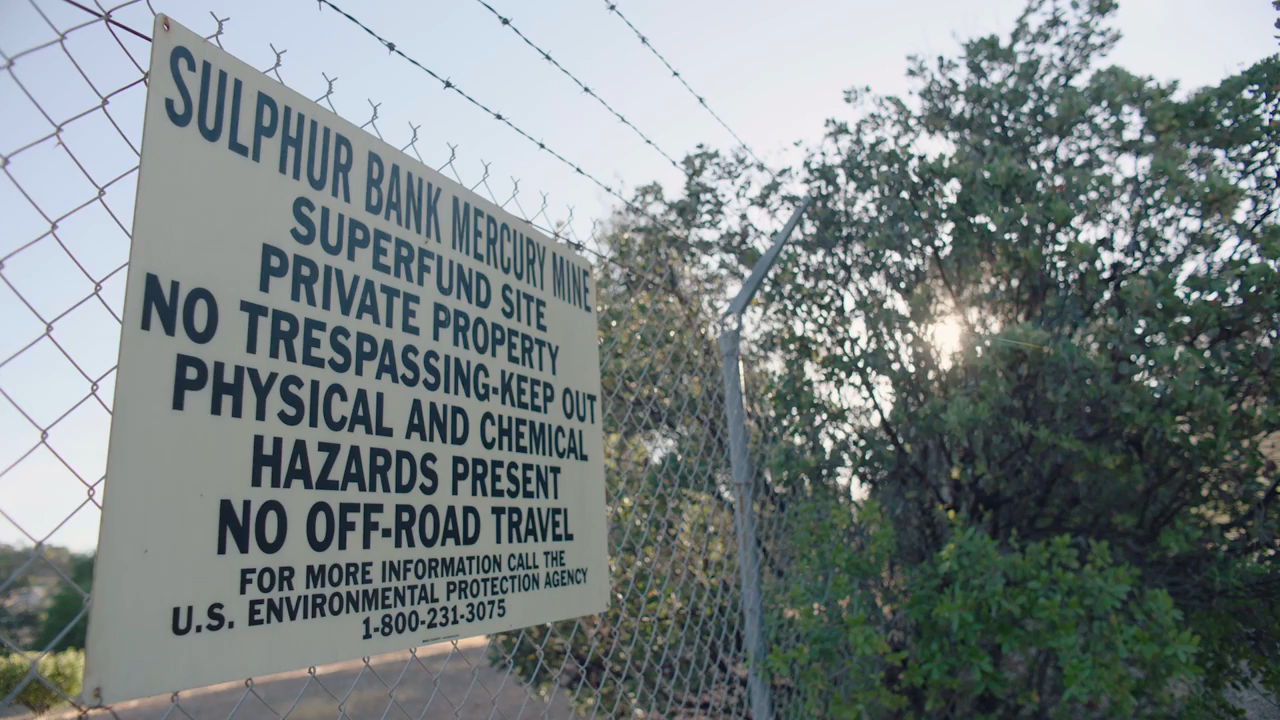 SULPHUR BANK MERCURY MINE
SUPERFUND SITE
PRIVATE PROPERTY
NO TRESPASSING-KEEP OUT
PHYSICAL AND CHEMICAL
HAZARDS PRESENT
NO OFF-ROAD TRAVEL
FOR MORE INFORMATION CALL THE
U.S. ENVIRONMENTAL PROTECTION AGENCY
1-800-231-3075